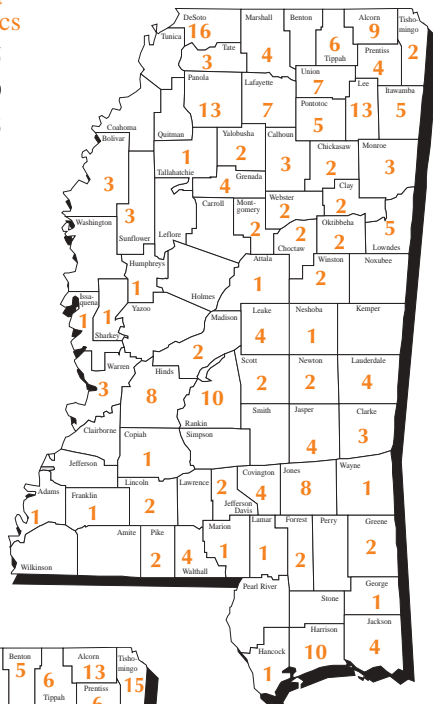 cs
DeSoto
16
Marshall
4
Benton
Alcorn
9
Tisho-
mingo
2
Tunica
Tate
3
6
Tippah
Prentiss
4
Panola
13
Lafayette
7
Union
7
Lee
13
Itawamba
5
Pontotoc
5
Coahoma
Quitman
Yalobusha
2
Calhoun
3
Chickasaw
2
Monroe
3
Bolivar
3
1
Tallahatchie
4
Grenada
Clay
2
Carroll
Mont-
gomery
2
Webster
2
Oktibbeha
2
5
Lowndes
Washington
3
Sunflower
Leflore
2
Choctaw
Winston
2
Noxubee
Attala
1
Humphreys
1
Holmes
Issa-
quena
1
1
Sharkey
Yazoo
Madison
2
Leake
4
Neshoba
1
Kemper
Warren
3
Hinds
8
10
Rankin
Scott
2
Newton
2
Lauderdale
4
Smith
Jasper
4
Clarke
3
Claiborne
Copiah
1
Simpson
Jefferson
Lincoln
2
Lawrence
2
Jefferson
Davis
Covington
4
Jones
8
Wayne
1
Adams
1
Franklin
1
Amite
Pike
2
4
Walthall
Marion
1
Lamar
1
Forrest
2
Perry
Greene
2
Wilkinson
Pearl River
Stone
George
1
Hancock
1
Harrison
10
Jackson
4
Benton
5
6
Tippah
Alcorn
13
Tisho-
mingo
15
Prentiss
6